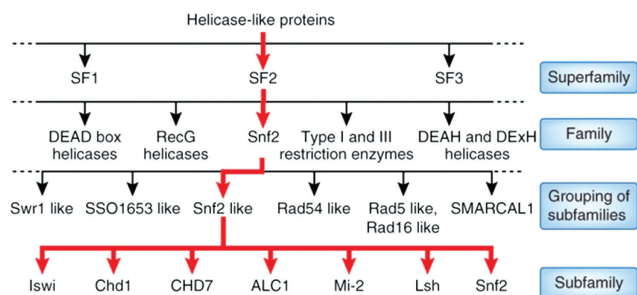 Helicase-like proteins
SF1 SF2 SF3 Superfamily
DEAD box helicases
RecG helicases
Snf2
Type I and III restriction enzymes
DEAH and DExH helicases
Family
Swr1 like
SSO1653 like
Snf2 like
Rad54 like
Rad5 like,
Rad16 like
SMARCAL1
Grouping of
subfamilies
Iswi Chd1 CHD7 ALC1 Mi-2 Lsh Snf2 Subfamily